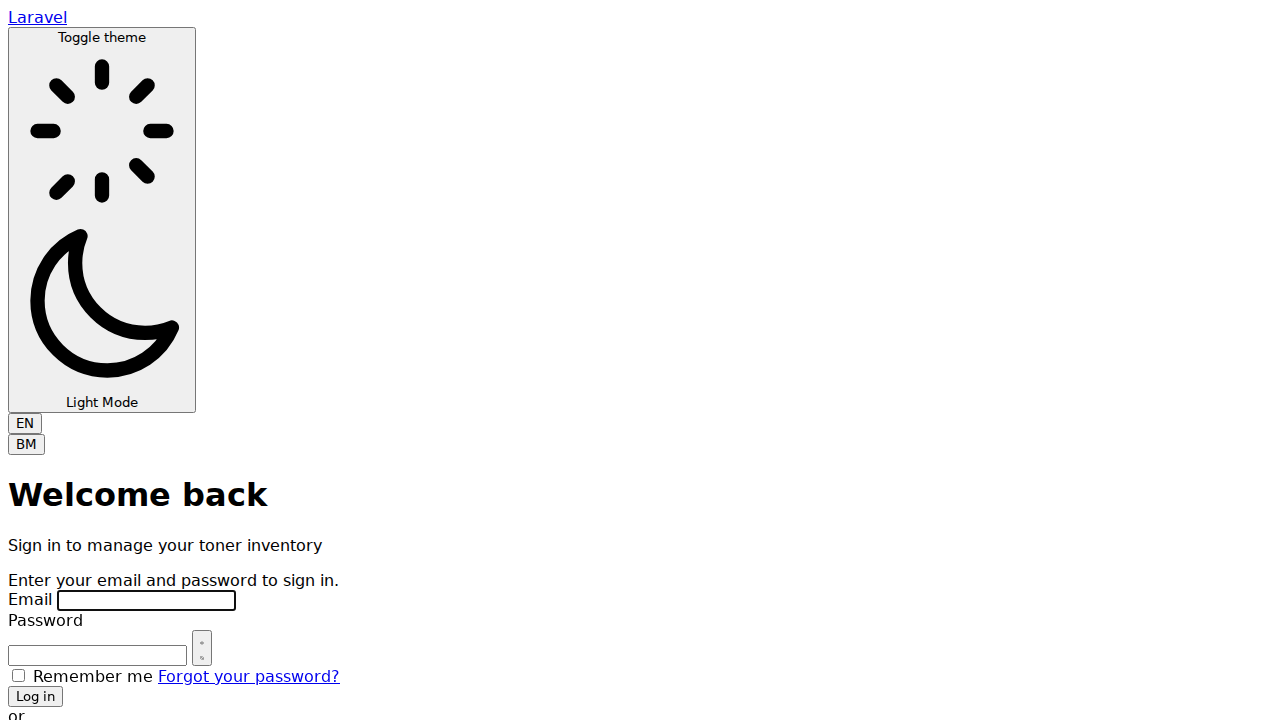 Laravel
Toggle theme
Light Mode
EN
BM
Welcome back
Sign in to manage your toner inventory
Enter your email and password to sign in.
Email
Password
Remember me Forgot your password?
Log in
or